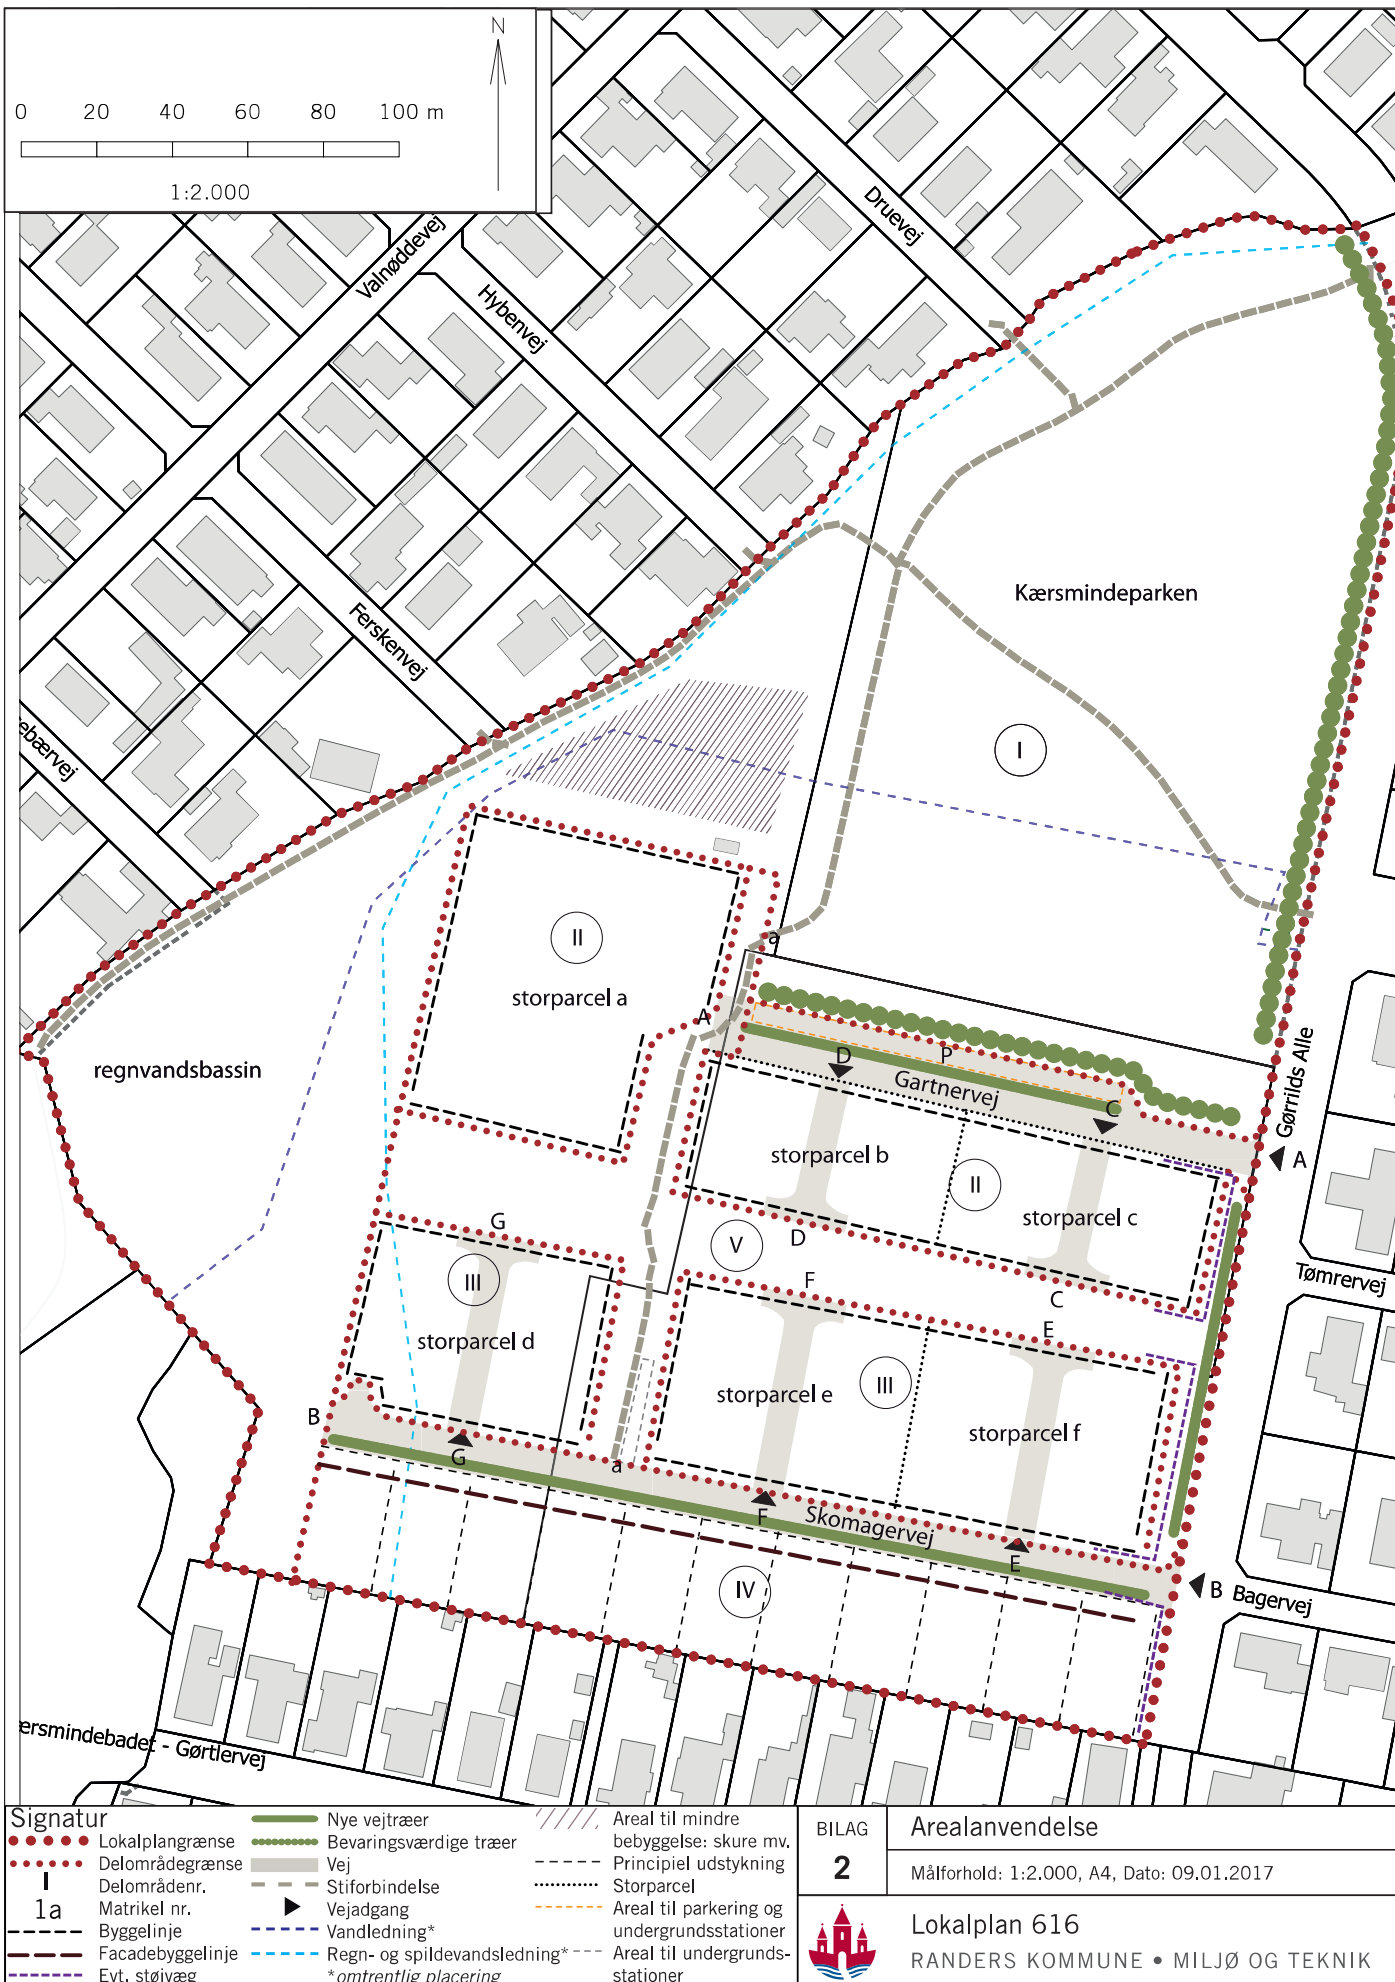 N
0 20 40 60 80 100 m
1:2.000
Valnøddevej
Hybenvej
Druevej
Ferskenvej
ebærvej
Kærsmindeparken
I
II
storparcel a
a
A
regnvandsbassin
D
P
Gartnervej
C
Gørrilds Alle
A
storparcel b
II
storparcel c
G
V
D
F
C
E
Tømrervej
III
storparcel d
storparcel e
III
storparcel f
B
G
a
F
Skomagervej
E
IV
B Bagervej
ersmindebadet - Gørtlervej
Signatur
Lokalplangrænse
Delområdegrænse
I Delområdenr.
1a Matrikel nr.
Byggelinje
Facadebyggelinje
Evt. støjvæg
Nye vejtræer
Bevaringsværdige træer
Vej
Stiforbindelse
Vejadgang
Vandledning*
Regn- og spildevandsledning*
*omtrentlig placering
Areal til mindre
bebyggelse: skure mv.
Principiel udstykning
Storparcel
Areal til parkering og
undergrundsstationer
Areal til undergrunds-
stationer
BILAG
2
Arealanvendelse
Målforhold: 1:2.000, A4, Dato: 09.01.2017
Lokalplan 616
RANDERS KOMMUNE • MILJØ OG TEKNIK